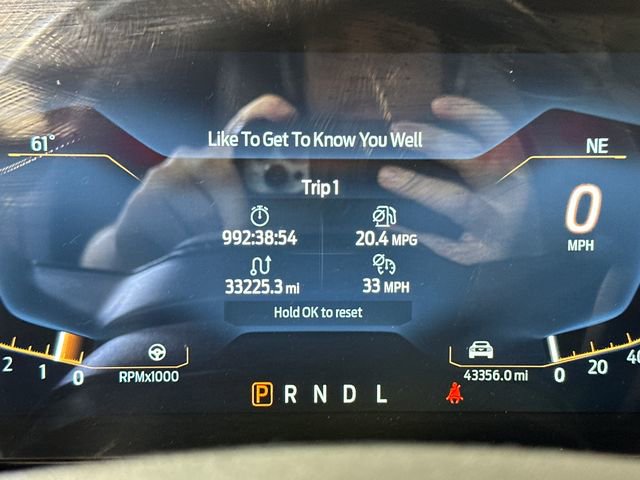 Like To Get To Know You Well
61°
NE
Trip 1
992:38:54
20.4 MPG
0
MPH
33225.3 mi
33 MPH
Hold OK to reset
2 1 0
RPMx1000
43356.0 mi
0 20 40
P R N D L